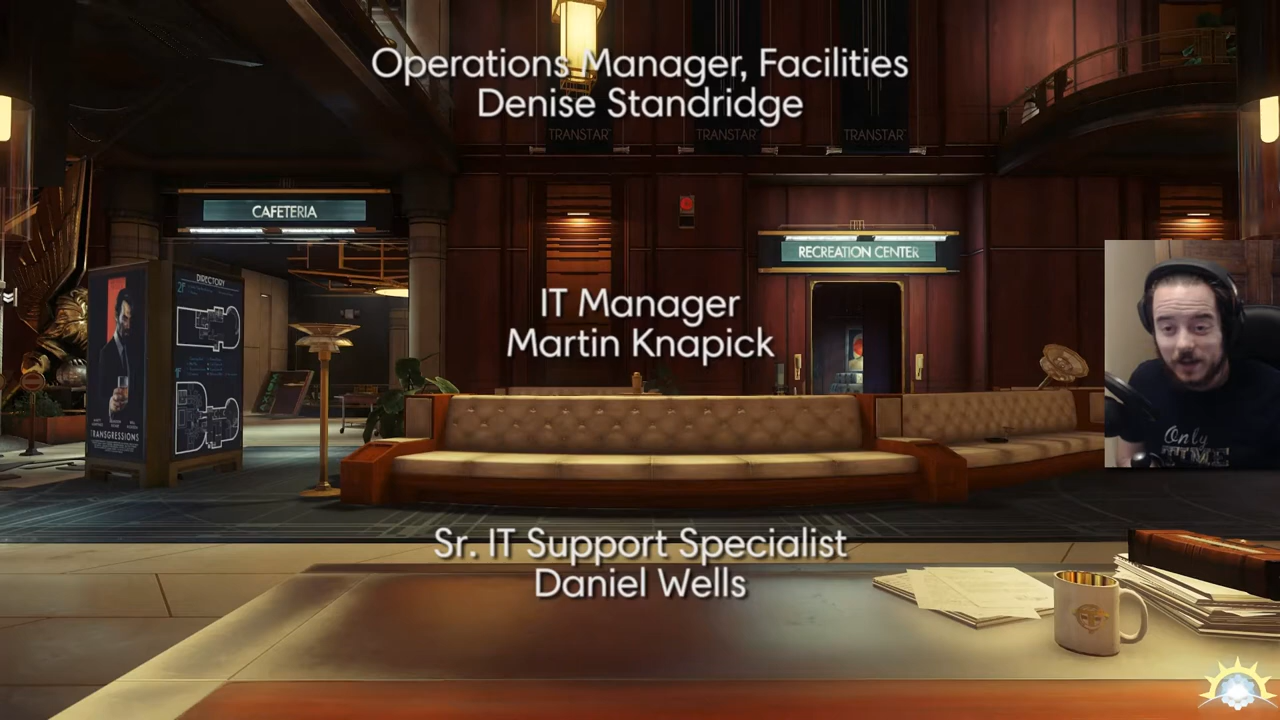 Operations Manager, Facilities
Denise Standridge
TRANSTAR
TRANSTAR
TRANSTAR
CAFETERIA
RECREATION CENTER
DIRECTORY
IT Manager
Martin Knapick
TRANSGRESSIONS
Only
Sr. IT Support Specialist
Daniel Wells